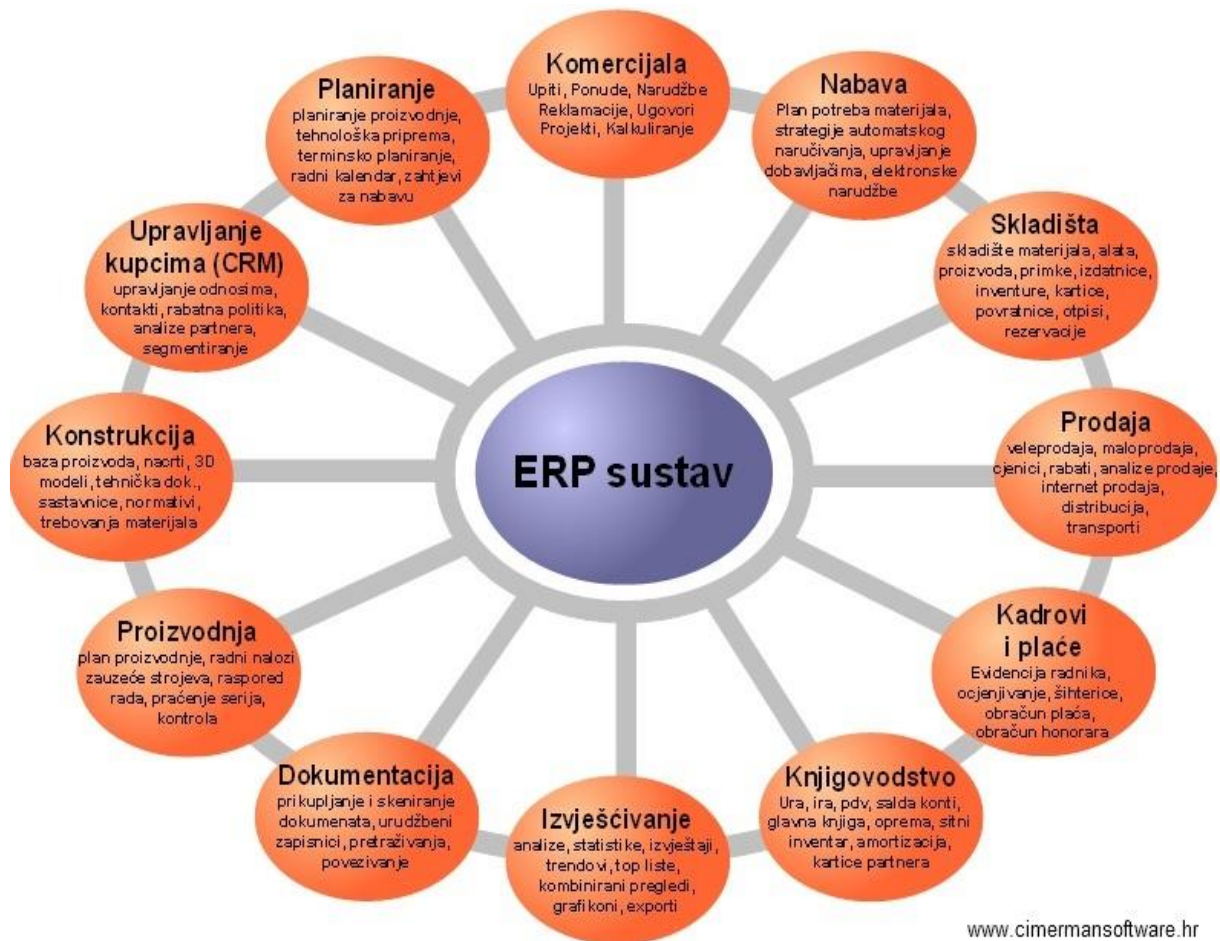 Komercijala
Upiti, Ponude, Narudžbe
Reklamacije, Ugovori
Projekti, Kalkuliranje
Nabava
Plan potreba materijala,
strategije automatskog
naručivanja, upravljanje
dobavljačima, elektronske
narudžbe
Skladišta
skladište materijala, alata,
proizvoda, primke, izdatnice,
inventure, kartice,
povratnice, otpisi,
rezervacije
Prodaja
veleprodaja, maloprodaja,
cjenici, rabati, analize prodaje,
internet prodaja,
distribucija,
transporti
Kadrovi
i plaće
Evidencija radnika,
ocjenjivanje, šihterice,
obračun plaća,
obračun honorara
Knjigovodstvo
Ura, ira, pdv, salda konti,
glavna knjiga, oprema, sitni
inventar, amortizacija,
kartice partnera
Izvješćivanje
analize, statistike, izvještaji,
trendovi, top liste,
kombinirani pregledi,
grafikoni, exporti
Dokumentacija
prikupljanje i skeniranje
dokumenata, urudžbeni
zapisnici, pretraživanja,
povezivanje
Proizvodnja
plan proizvodnje, radni nalozi
zauzeće strojeva, raspored
rada, praćenje serija,
kontrola
Konstrukcija
baza proizvoda, nacrti, 3D
modeli, tehnička dok.,
sastavnice, normativi,
trebovanja materijala
Upravljanje
kupcima (CRM)
upravljanje odnosima,
kontakti, rabatna politika,
analize partnera,
segmentiranje
Planiranje
planiranje proizvodnje,
tehnološka priprema,
terminsko planiranje,
radni kalendar, zahtjevi
za nabavu
ERP sustav
www.cimermansoftware.hr